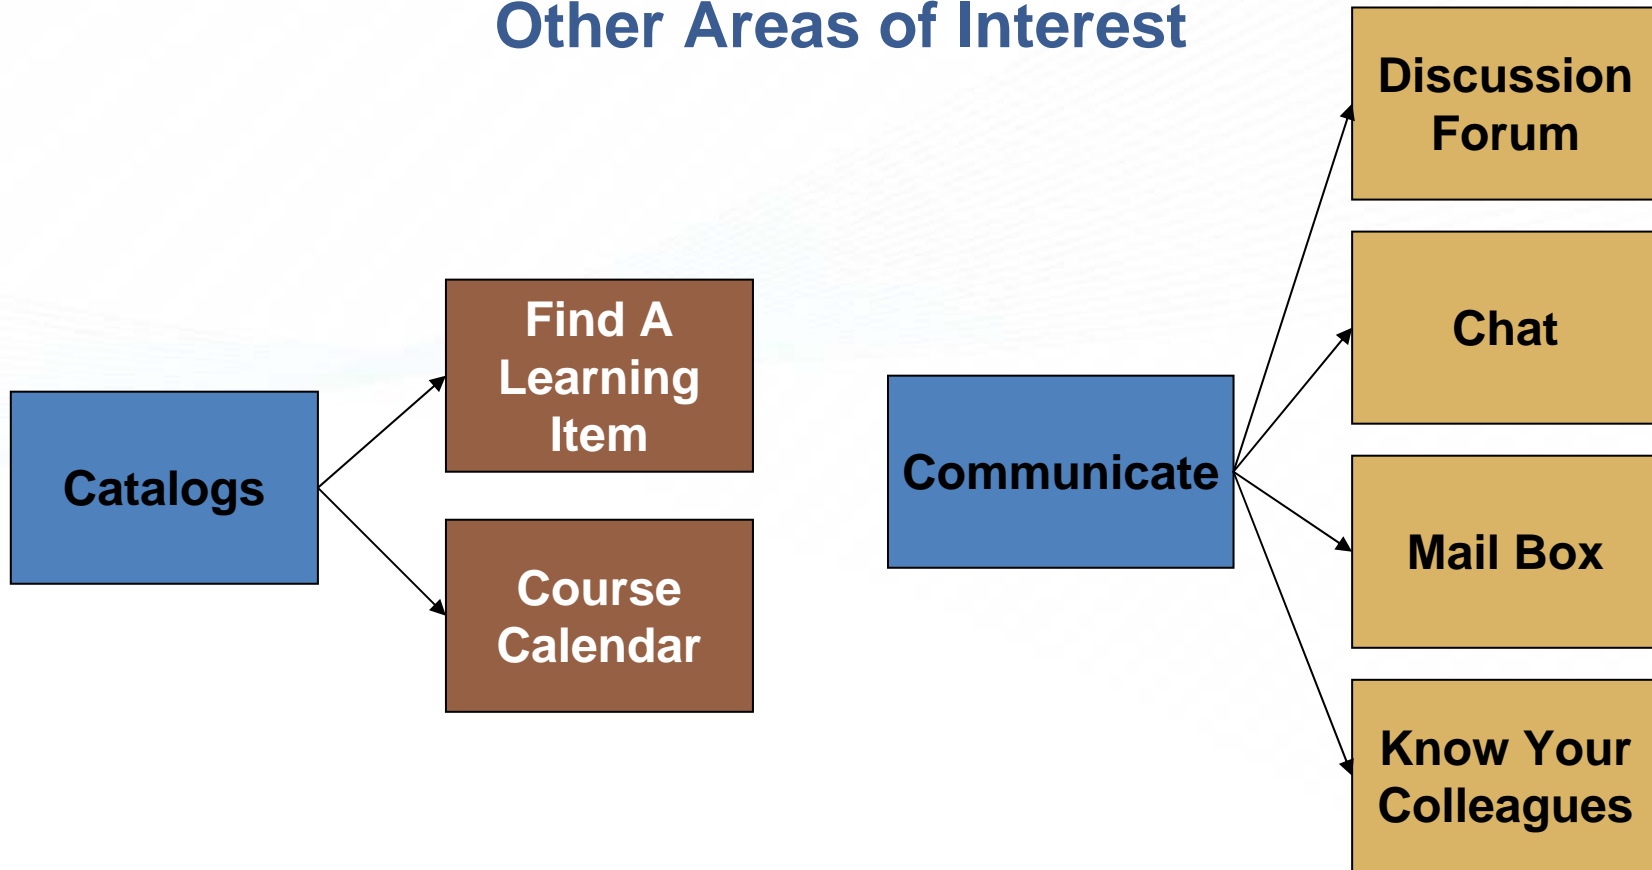 Other Areas of Interest
Catalogs
Find A
Learning
Item
Course
Calendar
Communicate
Discussion
Forum
Chat
Mail Box
Know Your
Colleagues